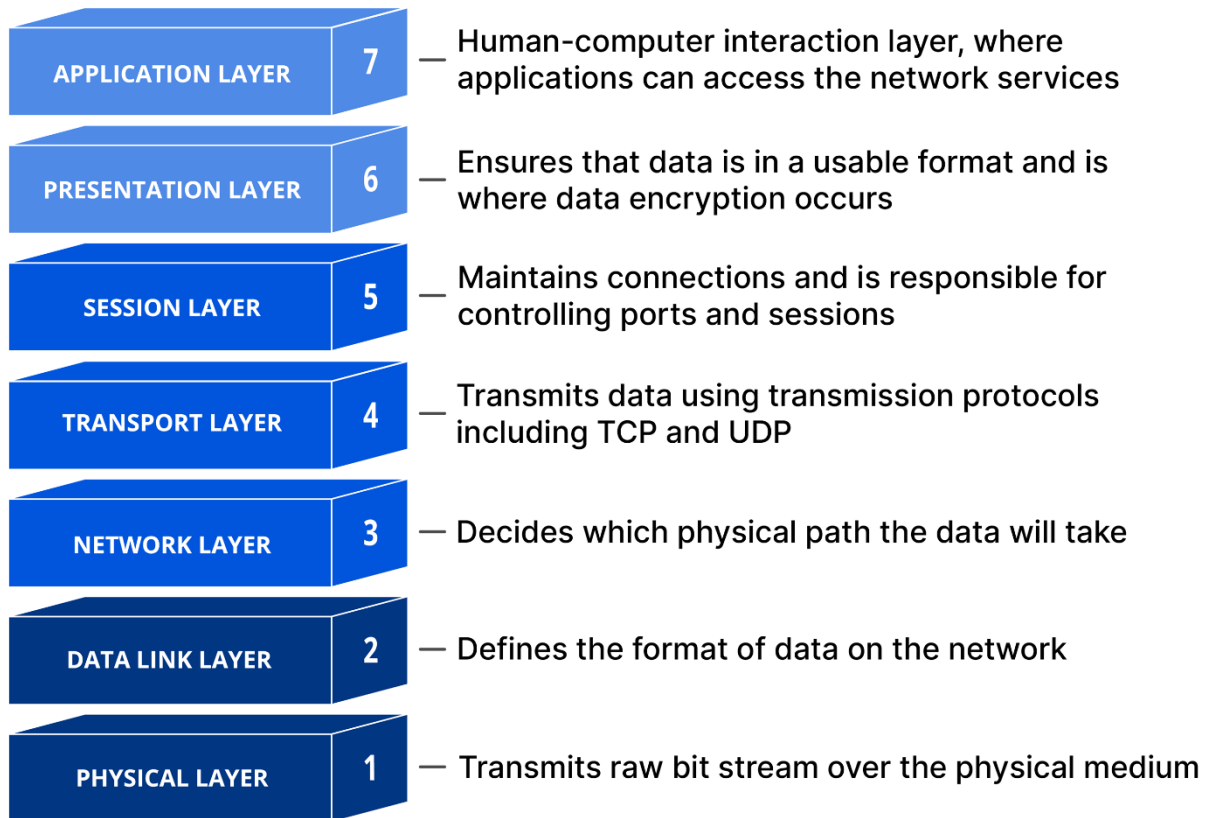 APPLICATION LAYER
7
Human-computer interaction layer, where
applications can access the network services
PRESENTATION LAYER
6
Ensures that data is in a usable format and is
where data encryption occurs
SESSION LAYER
5
Maintains connections and is responsible for
controlling ports and sessions
TRANSPORT LAYER
4
Transmits data using transmission protocols
including TCP and UDP
NETWORK LAYER
3
Decides which physical path the data will take
DATA LINK LAYER
2
Defines the format of data on the network
PHYSICAL LAYER
1
Transmits raw bit stream over the physical medium